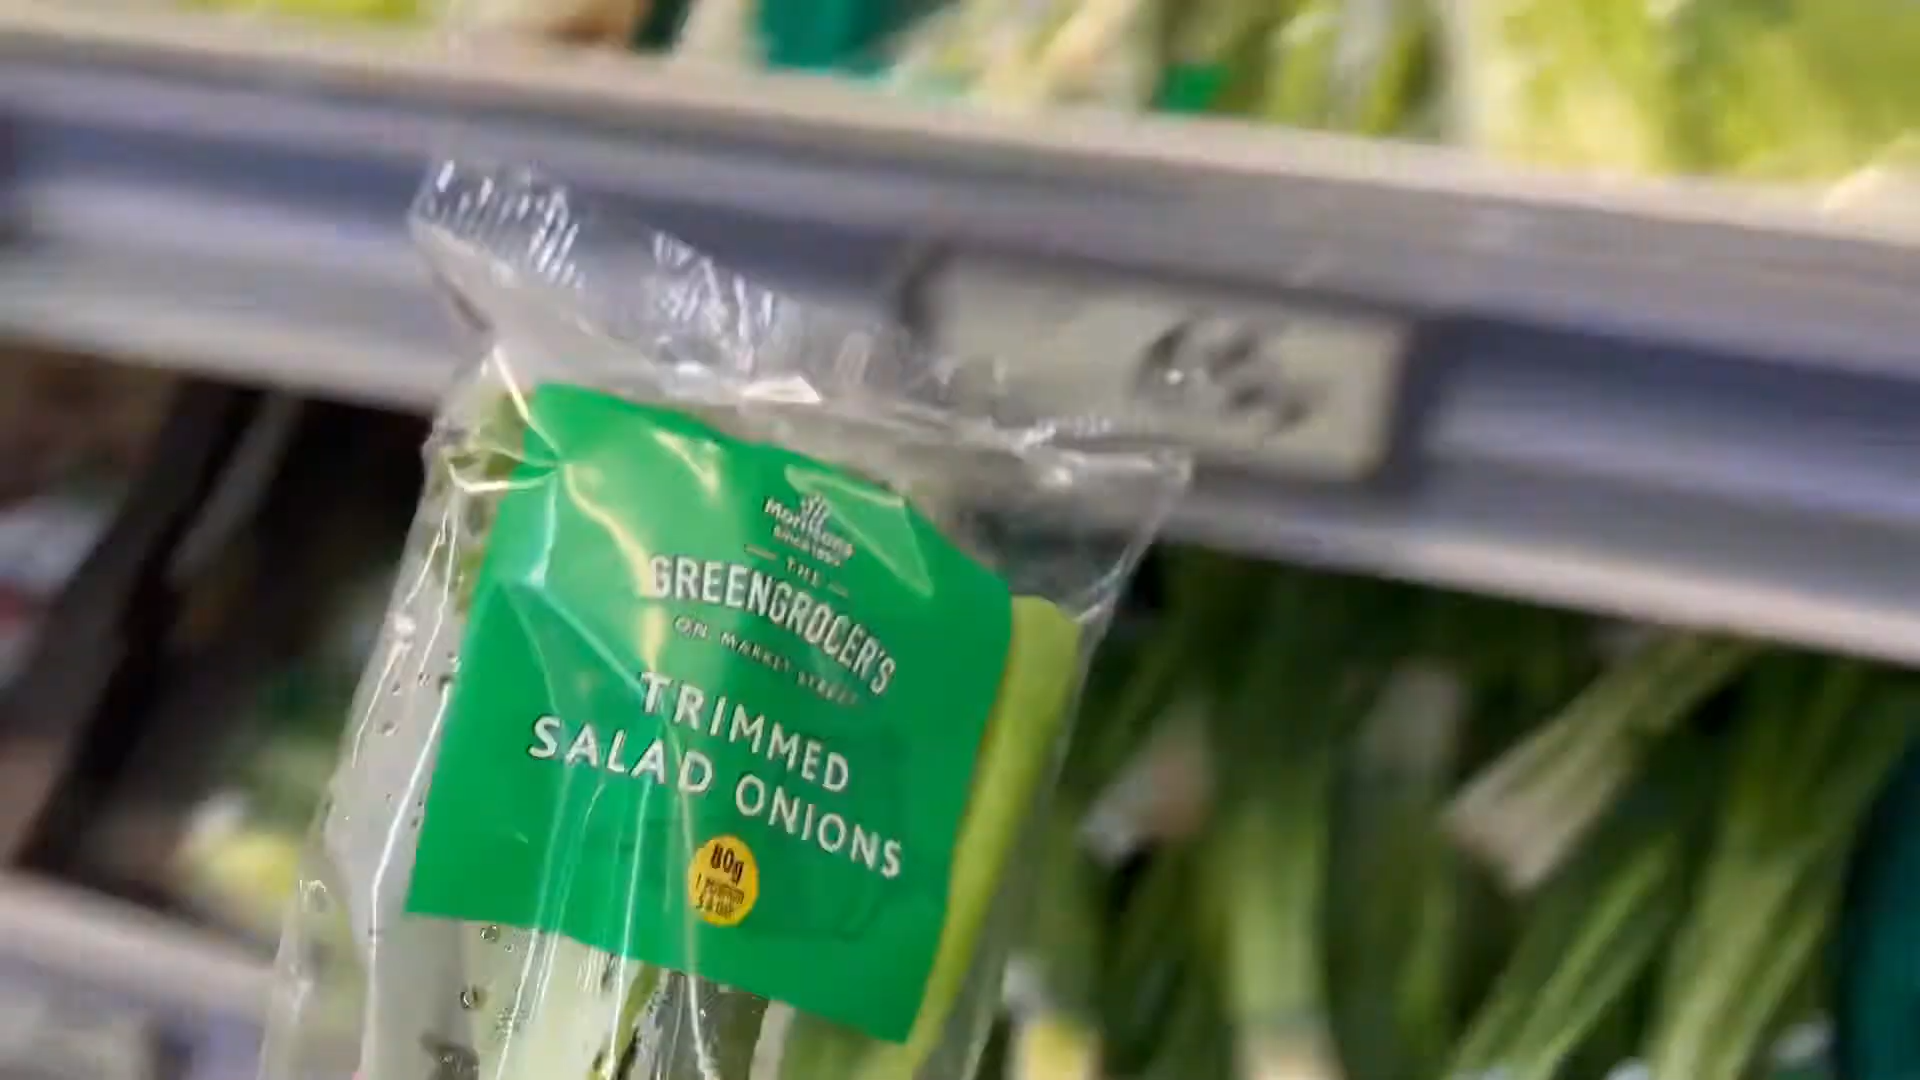 Morrisons
— THE —
GREENGROCER'S
ON MARKET STREET
TRIMMED
SALAD ONIONS
80g